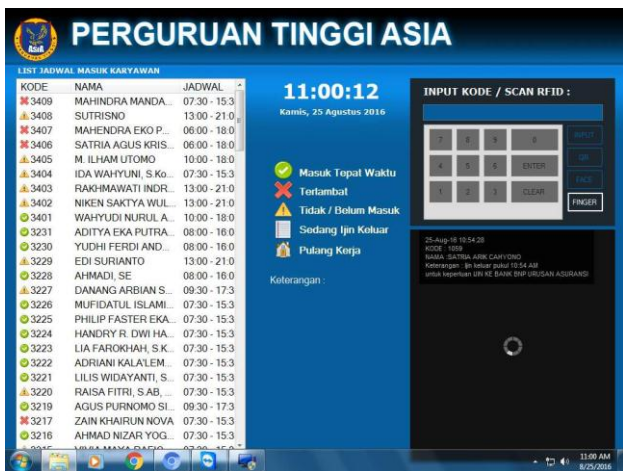 PERGURUAN TINGGI ASIA
ASIA
LIST JADWAL MASUK KARYAWAN
KODE NAMA JADWAL
3409 MAHINDRA MANDA... 07:30 - 15:3
3408 SUTRISNO 13:00 - 21:0
3407 MAHENDRA EKO P... 06:00 - 18:0
3406 SATRIA AGUS KRIS... 06:00 - 18:0
3405 M. ILHAM UTOMO 10:00 - 18:0
3404 IDA WAHYUNI, S.Ko... 07:30 - 15:3
3403 RAKHMAWATI INDR... 13:00 - 21:0
3402 NIKEN SAKTYA WUL... 13:00 - 21:0
3401 WAHYUDI NURUL A... 10:00 - 18:0
3231 ADITYA EKA PUTRA... 08:00 - 16:0
3230 YUDHI FERDI AND... 08:00 - 16:0
3229 EDI SURIANTO 13:00 - 21:0
3228 AHMADI, SE 08:00 - 16:0
3227 DANANG ARBIAN S... 09:30 - 17:3
3226 MUFIDATUL ISLAMI... 07:30 - 15:3
3225 PHILIP FASTER EKA... 07:30 - 15:3
3224 HANDRY R. DWI HA... 07:30 - 15:3
3223 LIA FAROKHAH, S.K... 07:30 - 15:3
3222 ADRIANI KALA'LEM... 07:30 - 15:3
3221 LILIS WIDAYANTI, S... 07:30 - 15:3
3220 RAISA FITRI, S.AB, ... 07:30 - 15:3
3219 AGUS PURNOMO SI... 09:30 - 17:3
3217 ZAIN KHAIRUN NOVA 07:30 - 15:3
3216 AHMAD NIZAR YOG... 07:30 - 15:3
11:00:12
Kamis, 25 Agustus 2016
Masuk Tepat Waktu
Terlambat
Tidak / Belum Masuk
Sedang Ijin Keluar
Pulang Kerja
Keterangan :
INPUT KODE / SCAN RFID :
7 8 9 0 INPUT
4 5 6 ENTER QR
1 2 3 CLEAR FACE
FINGER
25-Aug-16 10:54:28
KODE : 1059
NAMA :SATRIA ARIK CAHYONO
Keterangan : Ijin keluar pukul 10:54 AM
untuk keperluan IJIN KE BANK BNP URUSAN ASURANSI
11:00 AM
8/25/2016